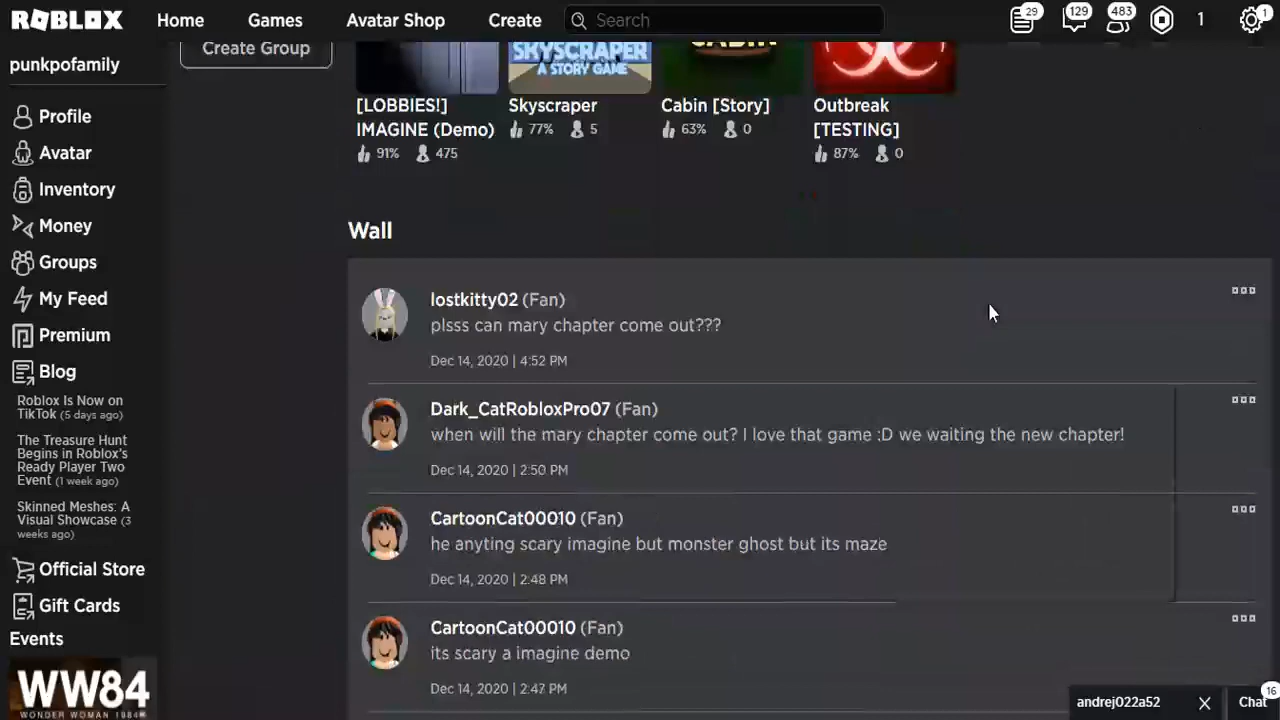 ROBLOX Home Games Avatar Shop Create Search 29 129 483 1 1
punkpofamily
Profile
Avatar
Inventory
Money
Groups
My Feed
Premium
Blog
Roblox Is Now on
TikTok (5 days ago)
The Treasure Hunt
Begins in Roblox's
Ready Player Two
Event (1 week ago)
Skinned Meshes: A
Visual Showcase (3
weeks ago)
Official Store
Gift Cards
Events
WW84
WONDER WOMAN 1984
Create Group
SKYSCRAPER
A STORY GAME
CABIN
[LOBBIES!]
IMAGINE (Demo)
91% 475
Skyscraper
77% 5
Cabin [Story]
63% 0
Outbreak
[TESTING]
87% 0
Wall
lostkitty02 (Fan)
plsss can mary chapter come out???
Dec 14, 2020 | 4:52 PM
Dark_CatRobloxPro07 (Fan)
when will the mary chapter come out? I love that game :D we waiting the new chapter!
Dec 14, 2020 | 2:50 PM
CartoonCat00010 (Fan)
he anyting scary imagine but monster ghost but its maze
Dec 14, 2020 | 2:48 PM
CartoonCat00010 (Fan)
its scary a imagine demo
Dec 14, 2020 | 2:47 PM
andrej022a52
Chat 16